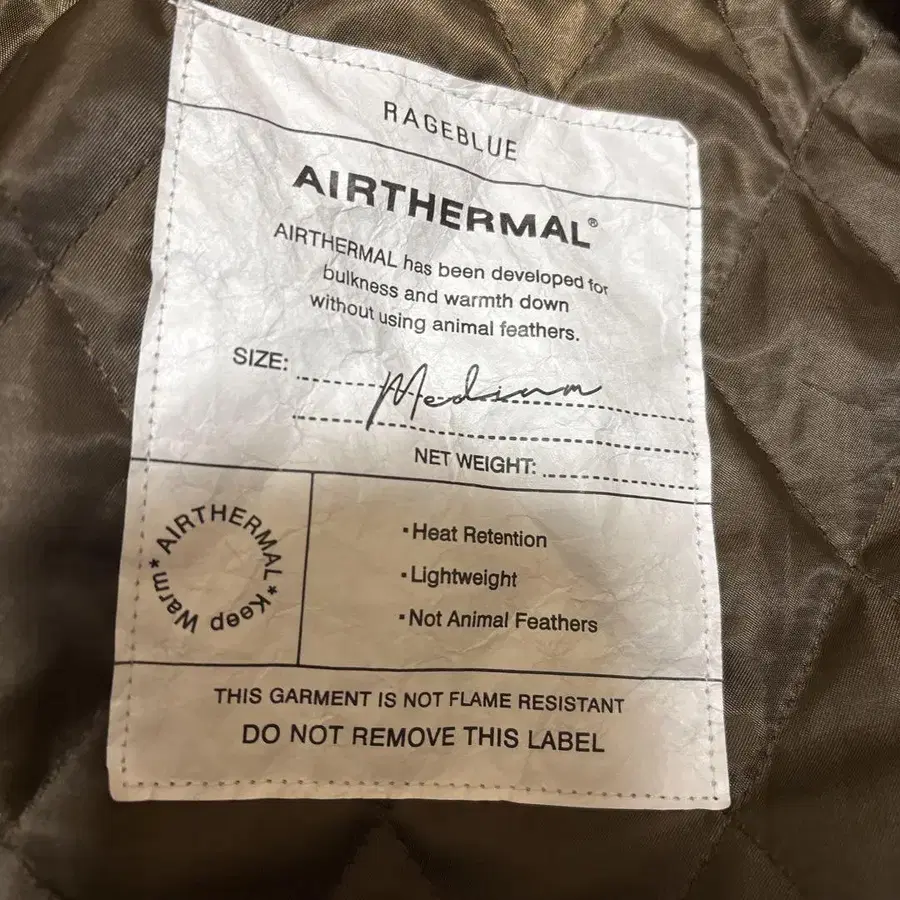 RAGEBLUE
AIRTHERMAL®
AIRTHERMAL has been developed for
bulkness and warmth down
without using animal feathers.
SIZE: Medium
NET WEIGHT:
*AIRTHERMAL*Keep Warm
▪Heat Retention
▪Lightweight
▪Not Animal Feathers
THIS GARMENT IS NOT FLAME RESISTANT
DO NOT REMOVE THIS LABEL